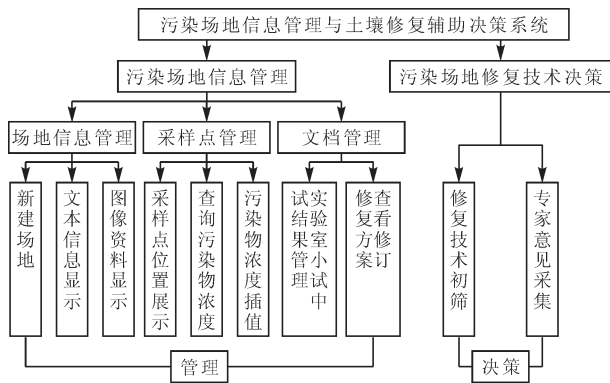 污染场地信息管理与土壤修复辅助决策系统
污染场地信息管理
污染场地修复技术决策
场地信息管理
采样点管理
文档管理
新建场地
文本信息显示
图像资料显示
采样点位置展示
查询污染物浓度
污染物浓度插值
实验室小试中
试结果管理
查看修订
修复方案
修复技术初筛
专家意见采集
管理
决策